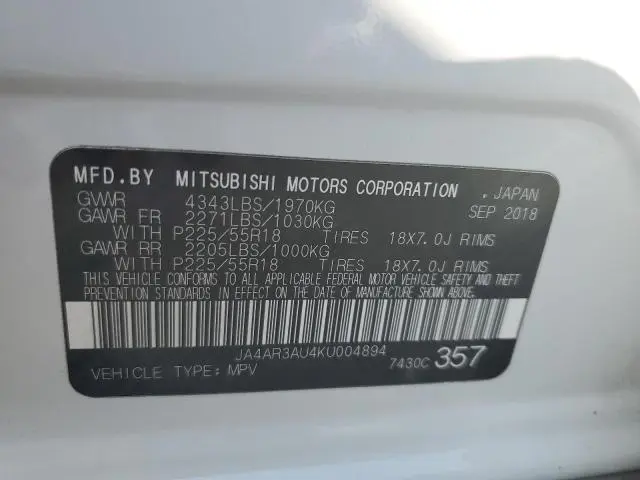 MFD.BY MITSUBISHI MOTORS CORPORATION . JAPAN
GVWR 4343LBS/1970KG SEP 2018
GAWR FR 2271LBS/1030KG
WITH P225/55R18 TIRES 18X7.0J RIMS
GAWR RR 2205LBS/1000KG
WITH P225/55R18 TIRES 18X7.0J RIMS
THIS VEHICLE CONFORMS TO ALL APPLICABLE FEDERAL MOTOR VEHICLE SAFETY AND THEFT
PREVENTION STANDARDS IN EFFECT ON THE DATE OF MANUFACTURE SHOWN ABOVE.
JA4AR3AU4KU004894
VEHICLE TYPE:MPV 7430C 357